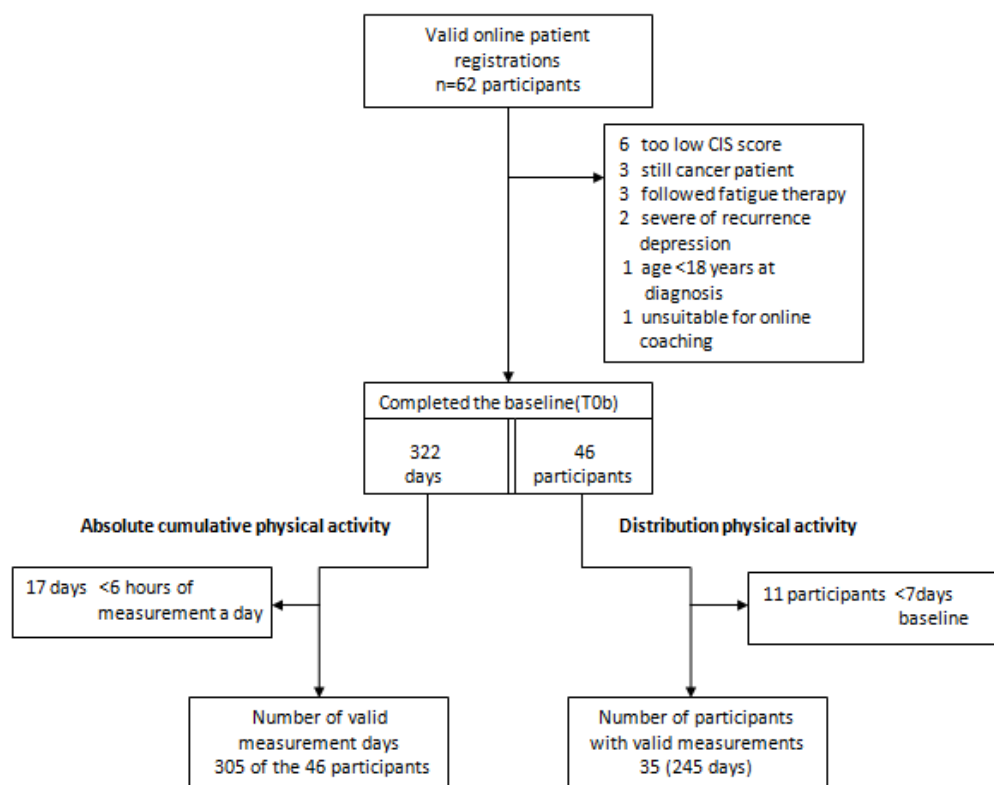 Valid online patient
registrations
n=62 participants
6 too low CIS score
3 still cancer patient
3 followed fatigue therapy
2 severe of recurrence
depression
1 age <18 years at
diagnosis
1 unsuitable for online
coaching
Completed the baseline(T0b)
322
days
46
participants
Absolute cumulative physical activity
Distribution physical activity
17 days <6 hours of
measurement a day
11 participants <7days
baseline
Number of valid
measurement days
305 of the 46 participants
Number of participants
with valid measurements
35 (245 days)